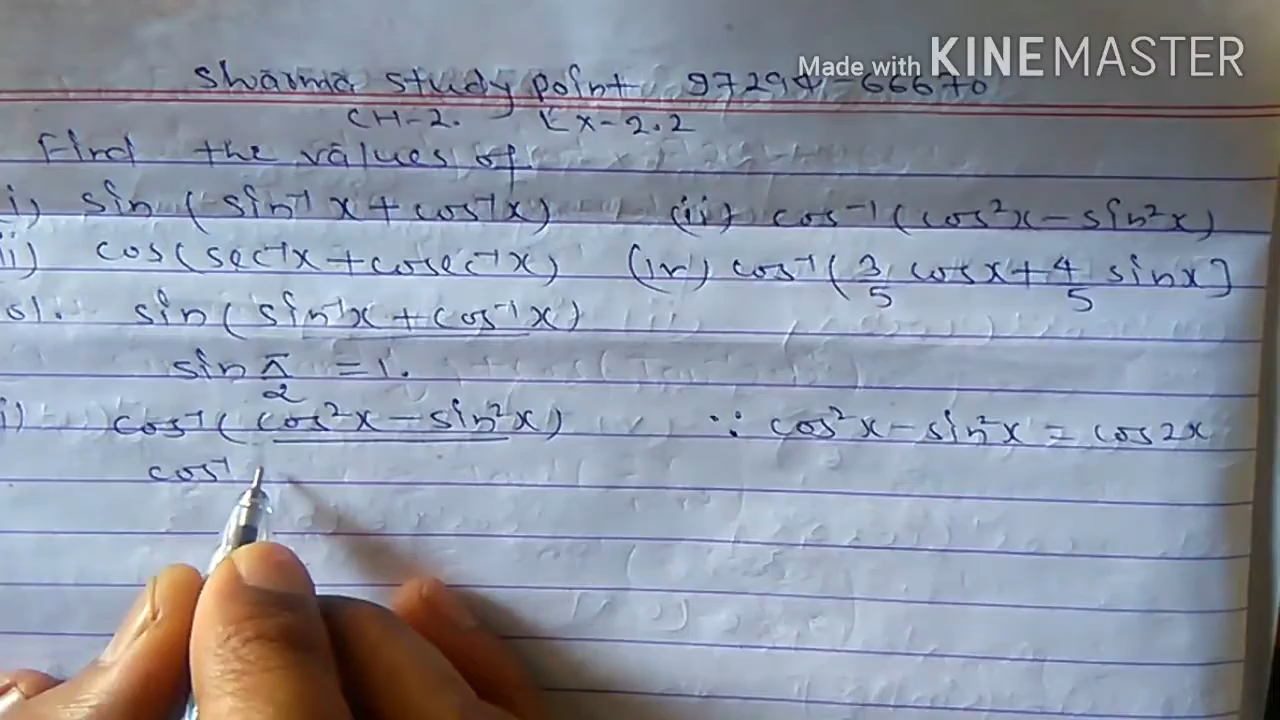 Made with KINEMASTER
Sharma study point 97294-66670
CH-2. Ex-2.2
Find the values of
i) sin (sin⁻¹x + cos⁻¹x) (ii) cos⁻¹(cos²x - sin²x)
ii) cos(sec⁻¹x + cosec⁻¹x) (iv) cos⁻¹(3/5 cosx + 4/5 sinx]
ol. sin (sin⁻¹x + cos⁻¹x)
sin π/2 = 1.
i) cos⁻¹(cos²x - sin²x) ∵ cos²x - sin²x = cos2x
cos⁻¹